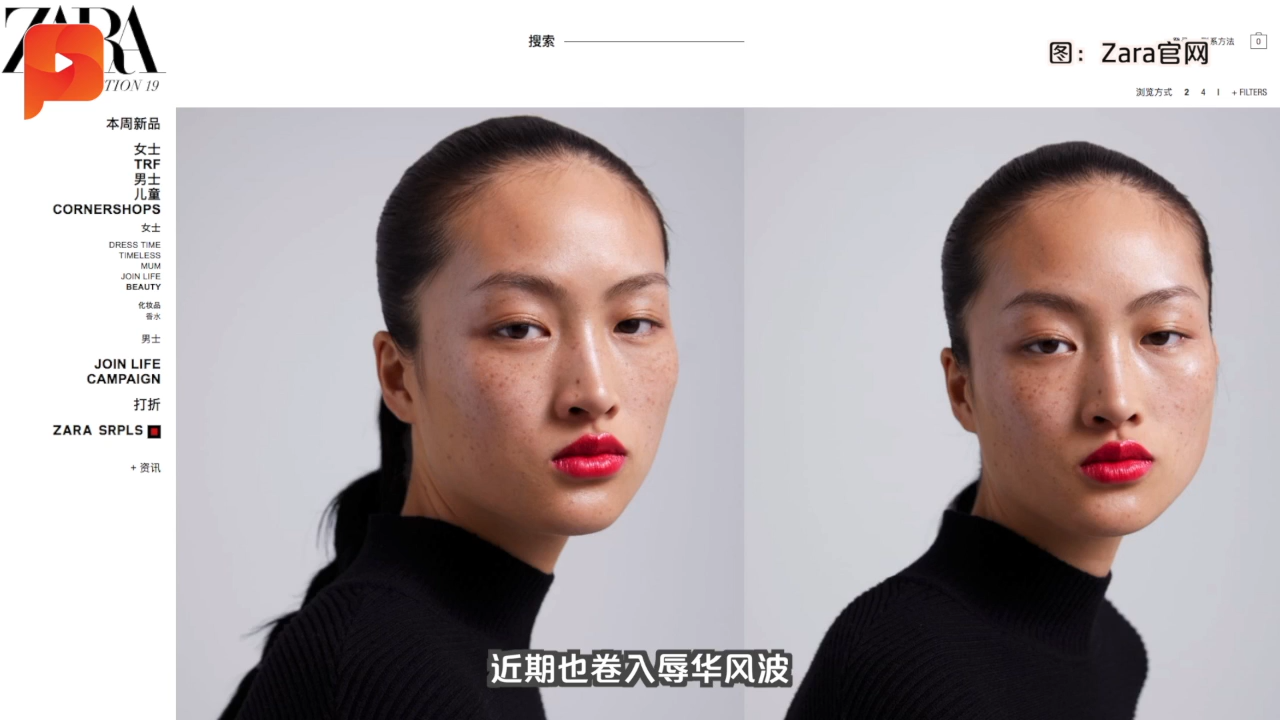 ZARA
TION 19
搜索
系方法
0
图：Zara官网
浏览方式 2 4 I + FILTERS
本周新品
女士
TRF
男士
儿童
CORNERSHOPS
女士
DRESS TIME
TIMELESS
MUM
JOIN LIFE
BEAUTY
化妆品
香水
男士
JOIN LIFE
CAMPAIGN
打折
ZARA SRPLS
+ 资讯
近期也卷入辱华风波